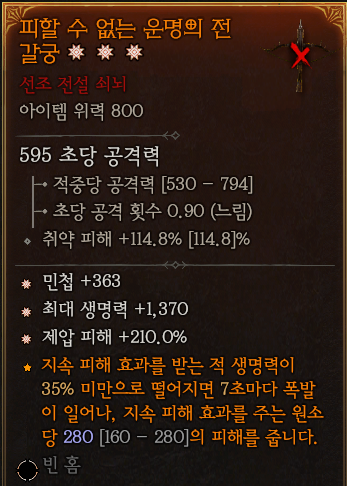 피할 수 없는 운명의 전
갈궁
선조 전설 쇠뇌
아이템 위력 800
595 초당 공격력
적중당 공격력 [530 - 794]
초당 공격 횟수 0.90 (느림)
취약 피해 +114.8% [114.8]%
민첩 +363
최대 생명력 +1,370
제압 피해 +210.0%
지속 피해 효과를 받는 적 생명력이
35% 미만으로 떨어지면 7초마다 폭발
이 일어나, 지속 피해 효과를 주는 원소
당 280 [160 - 280]의 피해를 줍니다.
빈 홈